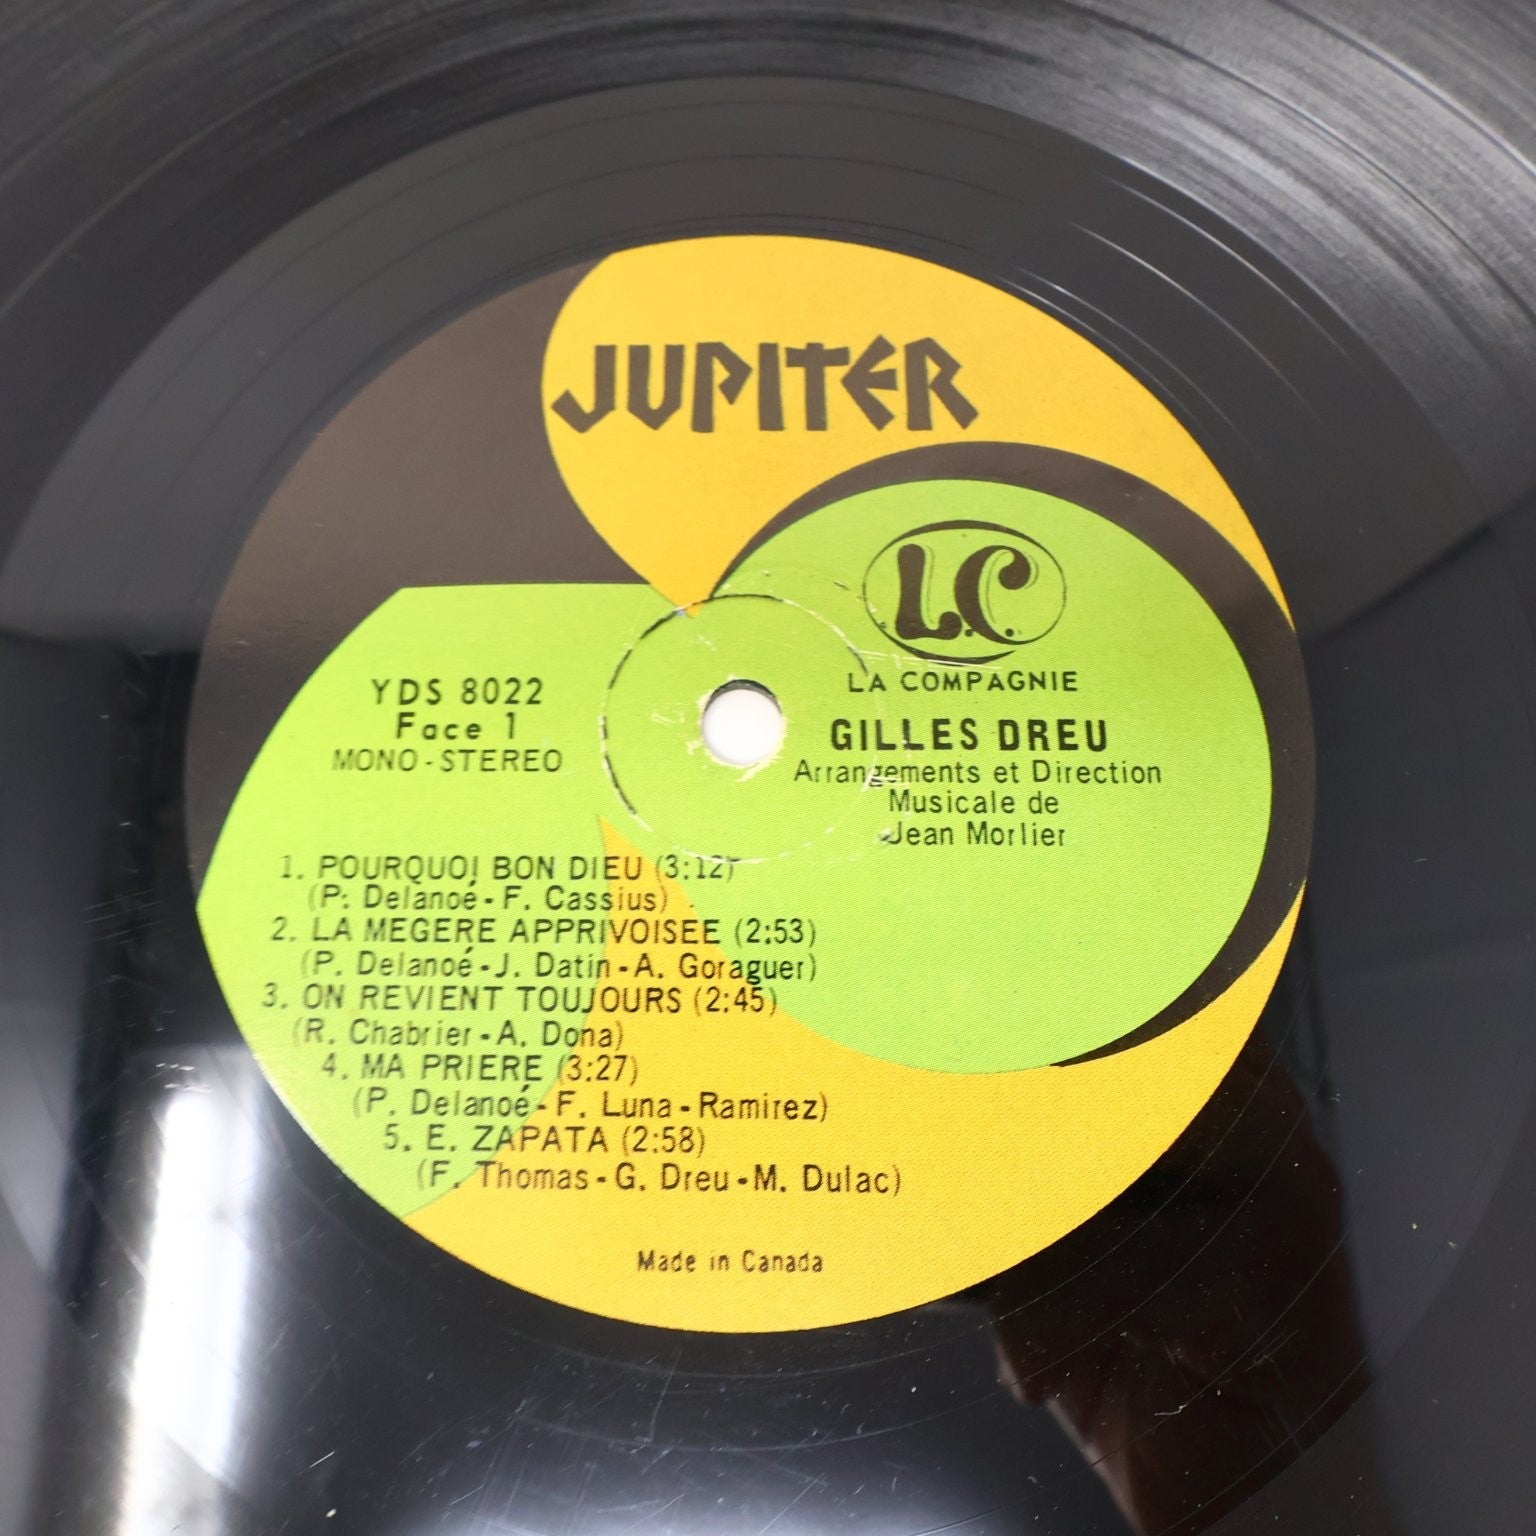 JUPITER
L.C.
LA COMPAGNIE
YDS 8022
Face 1
MONO-STEREO
GILLES DREU
Arrangements et Direction
Musicale de
Jean Morlier
1. POURQUOI BON DIEU (3:12)
(P. Delanoé-F. Cassius)
2. LA MEGERE APPRIVOISEE (2:53)
(P. Delanoé-J. Datin-A. Goraguer)
3. ON REVIENT TOUJOURS (2:45)
(R. Chabrier-A. Dona)
4. MA PRIERE (3:27)
(P. Delanoé-F. Luna-Ramirez)
5. E. ZAPATA (2:58)
(F. Thomas-G. Dreu-M. Dulac)
Made in Canada